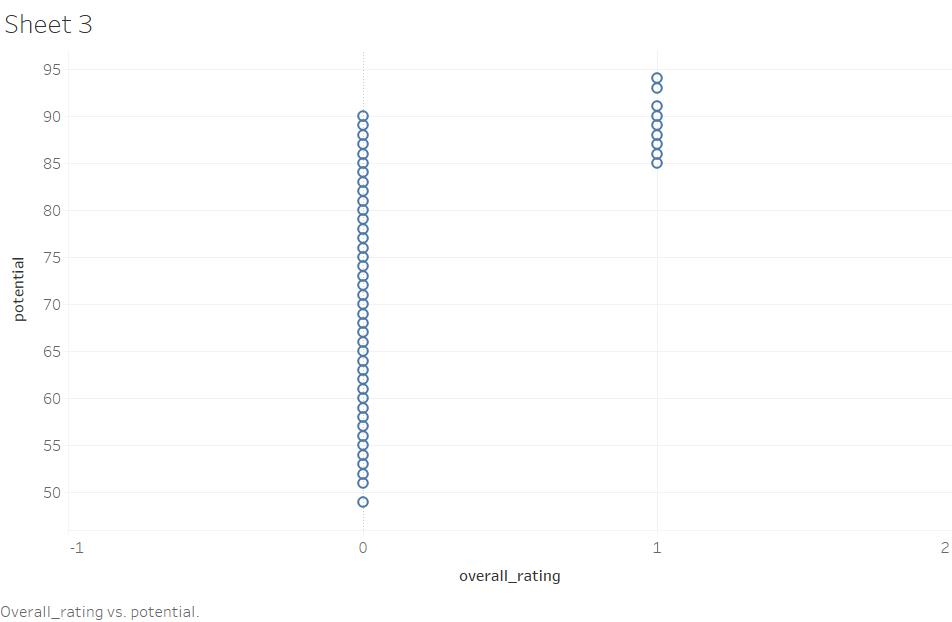 Sheet 3
95
90
85
80
75
70
65
60
55
50
potential
-1 0 1 2
overall_rating
Overall_rating vs. potential.